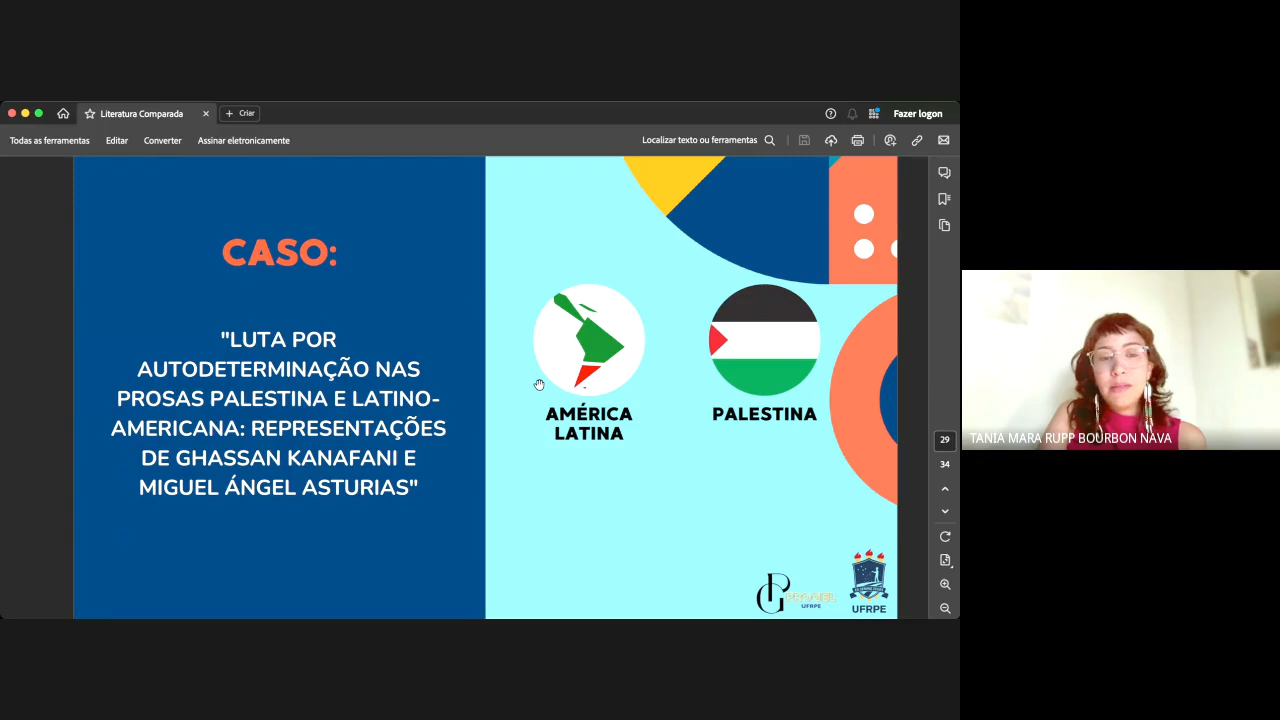 Literatura Comparada
Criar
Fazer logon
Todas as ferramentas
Editar
Converter
Assinar eletronicamente
Localizar texto ou ferramentas
CASO:
"LUTA POR
AUTODETERMINAÇÃO NAS
PROSAS PALESTINA E LATINO-
AMERICANA: REPRESENTAÇÕES
DE GHASSAN KANAFANI E
MIGUEL ÁNGEL ASTURIAS"
AMÉRICA
LATINA
PALESTINA
29
34
UFRPE
UFRPE
TANIA MARA RUPP BOURBON NAVA